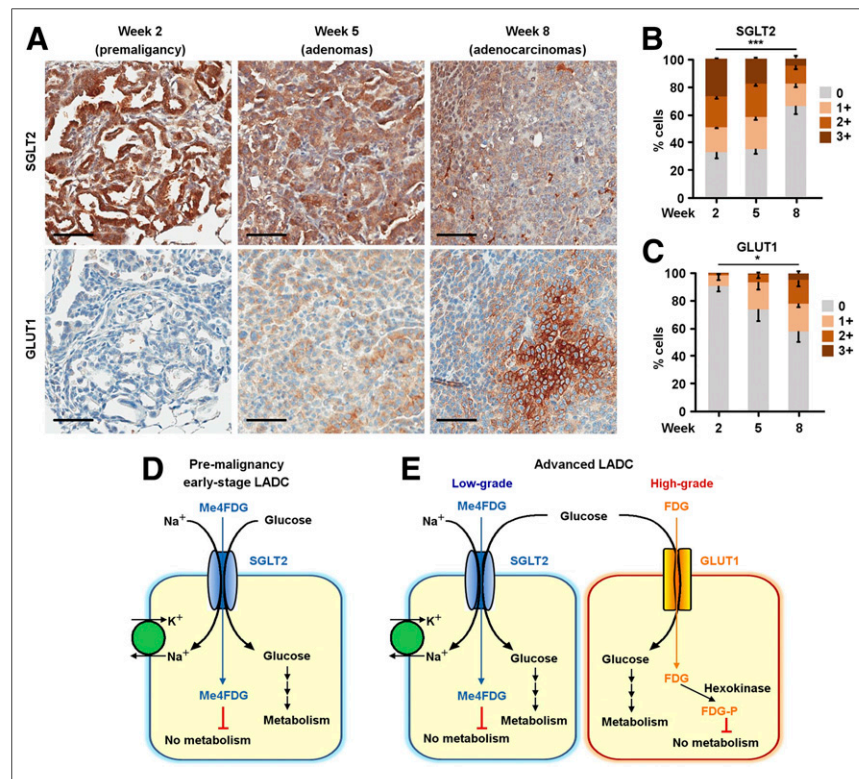 A
Week 2
(premaligancy)
Week 5
(adenomas)
Week 8
(adenocarcinomas)
SGLT2
GLUT1
B
SGLT2
***
% cells
100
80
60
40
20
0
0
1+
2+
3+
Week 2 5 8
C
GLUT1
*
% cells
100
80
60
40
20
0
0
1+
2+
3+
Week 2 5 8
D
Pre-malignancy
early-stage LADC
Me4FDG
Na+
Glucose
SGLT2
K+
Na+
Glucose
Me4FDG
Metabolism
No metabolism
E
Advanced LADC
Low-grade
High-grade
Me4FDG
FDG
Na+
Glucose
SGLT2
GLUT1
K+
Na+
Glucose
Glucose
FDG
Me4FDG
Hexokinase
FDG-P
Metabolism
Metabolism
No metabolism
No metabolism